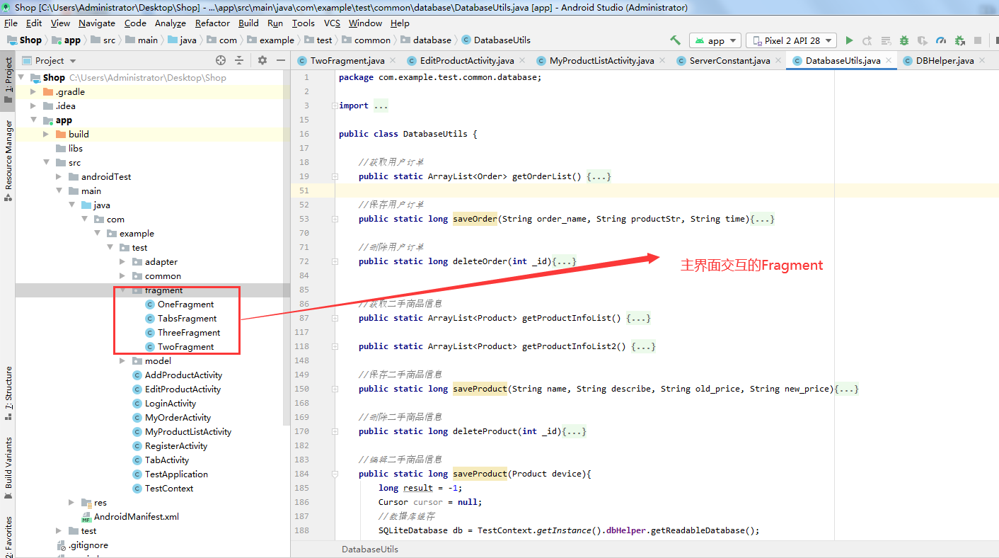 Shop [C:\Users\Administrator\Desktop\Shop] - ...\app\src\main\java\com\example\test\common\database\DatabaseUtils.java [app] - Android Studio (Administrator)
File Edit View Navigate Code Analyze Refactor Build Run Tools VCS Window Help
Shop app src main java com example test common database DatabaseUtils app Pixel 2 API 28
Project TwoFragment.java EditProductActivity.java MyProductListActivity.java ServerConstant.java DatabaseUtils.java DBHelper.java
1: Project
Resource Manager
7: Structure
Build Variants
2: Favorites
Shop C:\Users\Administrator\Desktop\Shop
.gradle
.idea
app
build
libs
src
androidTest
main
java
com
example
test
adapter
common
fragment
OneFragment
TabsFragment
ThreeFragment
TwoFragment
model
AddProductActivity
EditProductActivity
LoginActivity
MyOrderActivity
MyProductListActivity
RegisterActivity
TabActivity
TestApplication
TestContext
res
AndroidManifest.xml
test
.gitignore
1 package com.example.test.common.database;
2
3 import ...
15
16 public class DatabaseUtils {
17
18 //获取用户订单
19 public static ArrayList<Order> getOrderList() {...}
51
52 //保存用户订单
53 public static long saveOrder(String order_name, String productStr, String time){...}
70
71 //删除用户订单
72 public static long deleteOrder(int _id){...}
主界面交互的Fragment
84
85
86 //获取二手商品信息
87 public static ArrayList<Product> getProductInfoList() {...}
117
118 public static ArrayList<Product> getProductInfoList2() {...}
148
149 //保存二手商品信息
150 public static long saveProduct(String name, String describe, String old_price, String new_price){...}
168
169 //删除二手商品信息
170 public static long deleteProduct(int _id){...}
182
183 //编辑二手商品信息
184 public static long saveProduct(Product device){
185 long result = -1;
186 Cursor cursor = null;
187 //数据库缓存
188 SQLiteDatabase db = TestContext.getInstance().dbHelper.getReadableDatabase();
DatabaseUtils